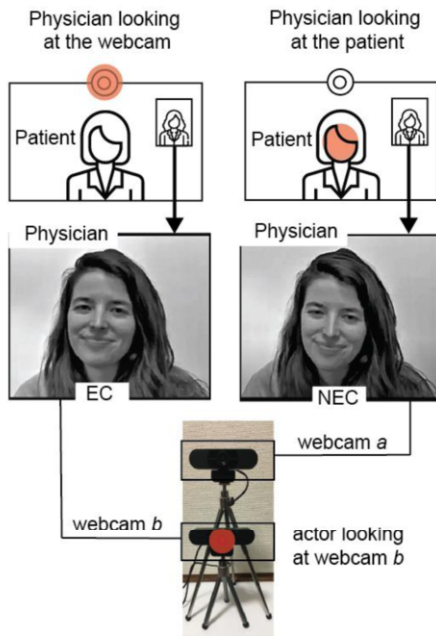 Physician looking
at the webcam
Physician looking
at the patient
Patient
Patient
Physician
Physician
EC
NEC
webcam a
webcam b
actor looking
at webcam b